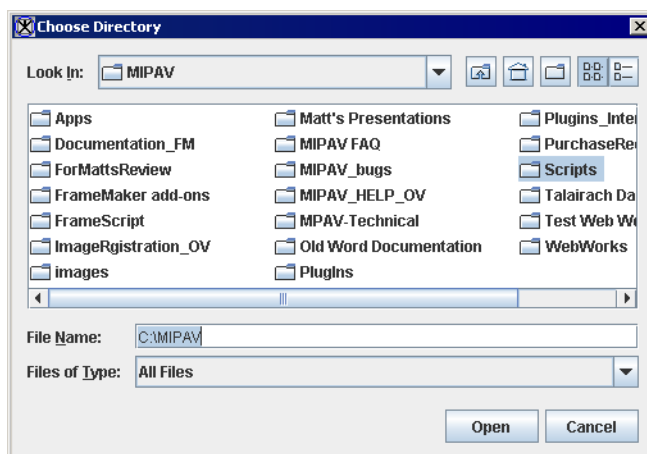 Choose Directory
Look In: MIPAV
Apps Matt's Presentations Plugins_Inte
Documentation_FM MIPAV FAQ PurchaseRe
ForMattsReview MIPAV_bugs Scripts
FrameMaker add-ons MIPAV_HELP_OV Talairach Da
FrameScript MPAV-Technical Test Web W
ImageRgistration_OV Old Word Documentation WebWorks
images PlugIns
File Name: C:\MIPAV
Files of Type: All Files
Open Cancel